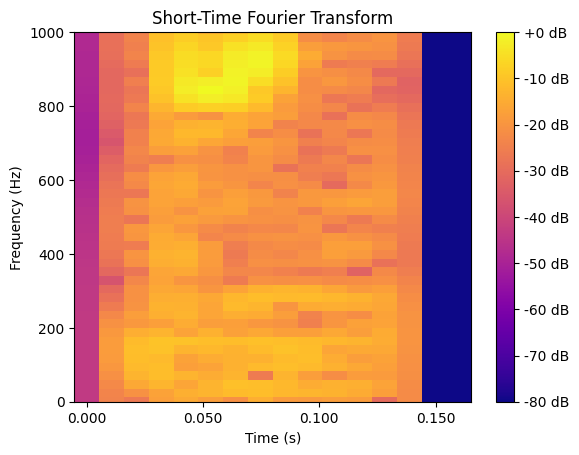 Short-Time Fourier Transform
1000
800
600
400
200
0
Frequency (Hz)
0.000
0.050
0.100
0.150
Time (s)
+0 dB
-10 dB
-20 dB
-30 dB
-40 dB
-50 dB
-60 dB
-70 dB
-80 dB